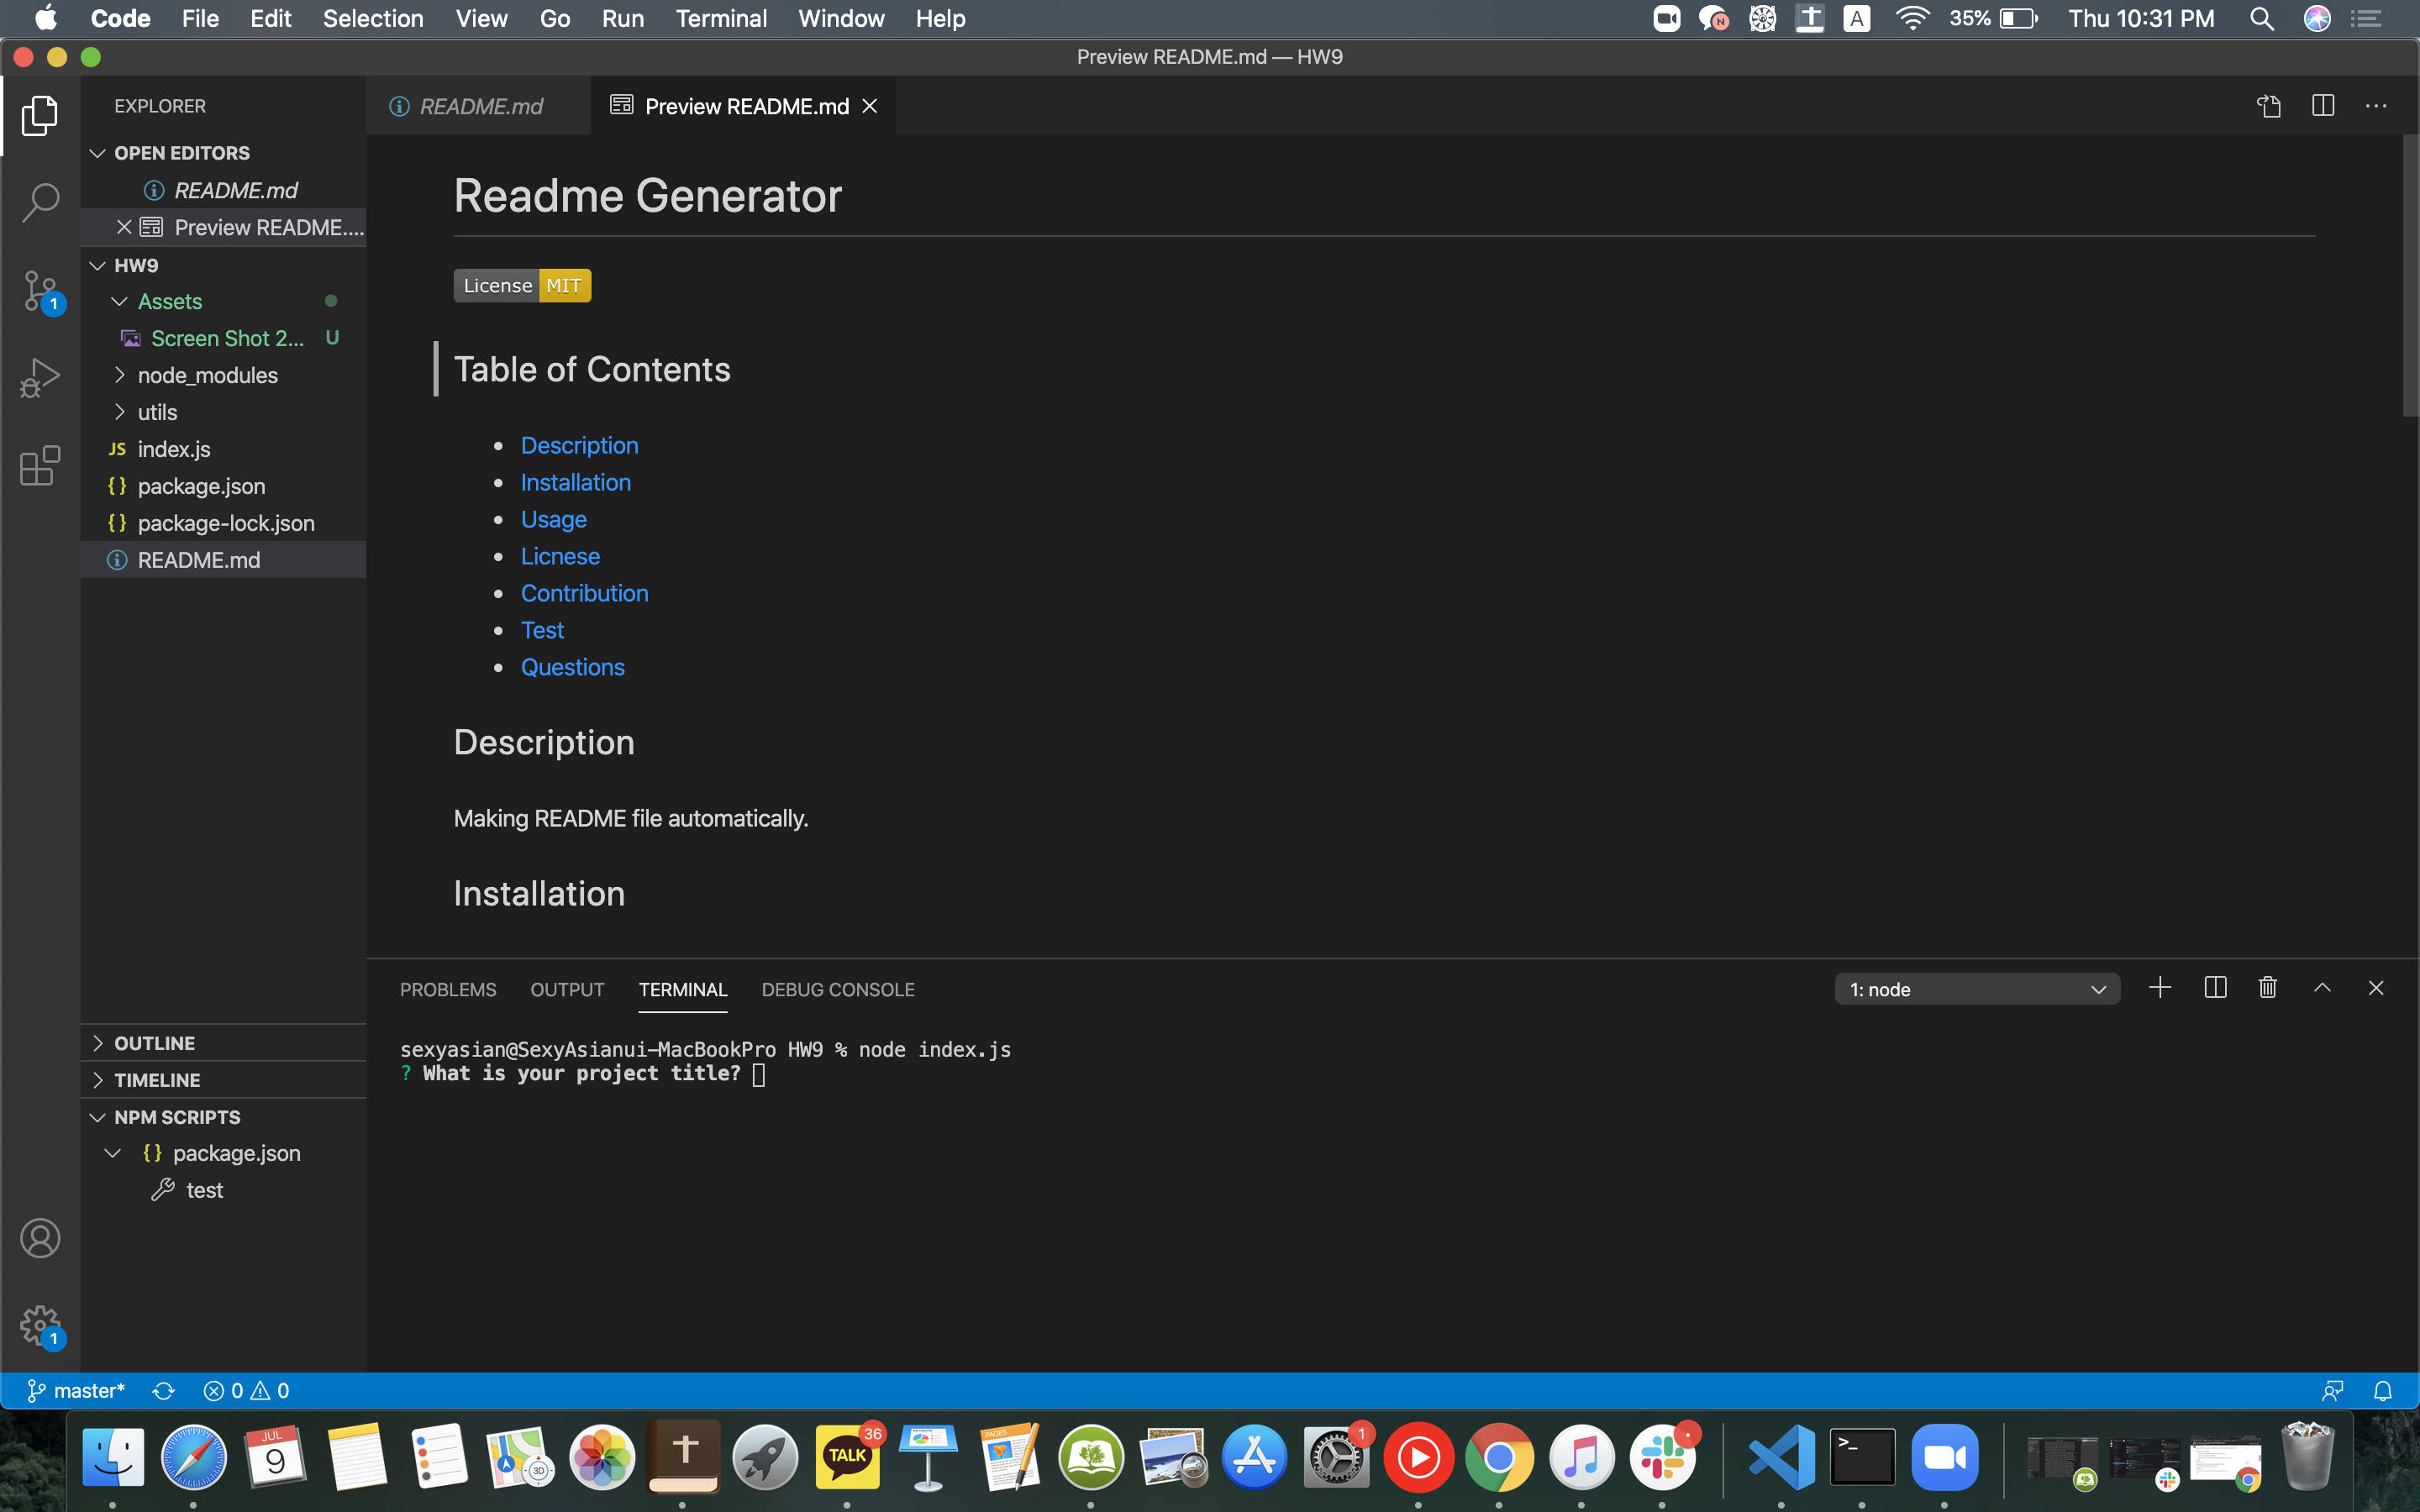 Code File Edit Selection View Go Run Terminal Window Help
N A 35% Thu 10:31 PM
Preview README.md — HW9
EXPLORER
OPEN EDITORS
README.md
Preview README....
HW9
Assets
Screen Shot 2... U
node_modules
utils
JS index.js
{} package.json
{} package-lock.json
README.md
OUTLINE
TIMELINE
NPM SCRIPTS
{} package.json
test
1
1
README.md
Preview README.md
Readme Generator
License MIT
Table of Contents
Description
Installation
Usage
Licnese
Contribution
Test
Questions
Description
Making README file automatically.
Installation
PROBLEMS OUTPUT TERMINAL DEBUG CONSOLE
1: node
sexyasian@SexyAsianui-MacBookPro HW9 % node index.js
? What is your project title?
master* 0 0
JUL
9
3D
TALK
36
PAGES
1
>_